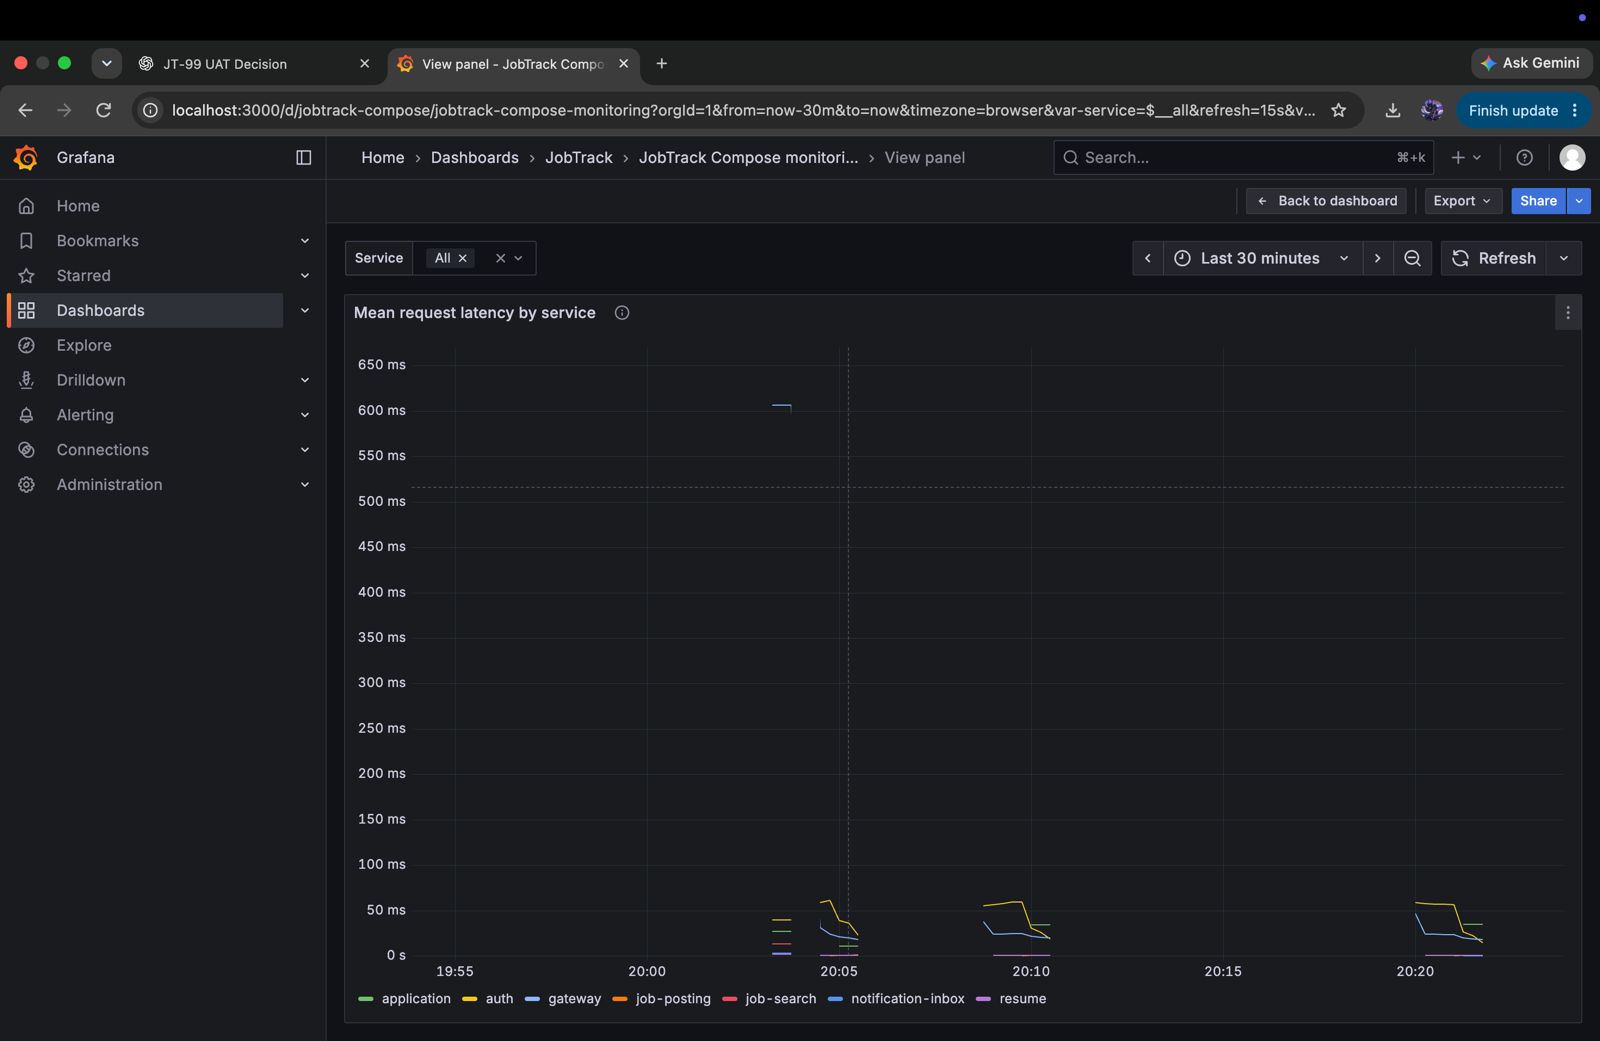 JT-99 UAT Decision
View panel - JobTrack Compo
Ask Gemini
localhost:3000/d/jobtrack-compose/jobtrack-compose-monitoring?orgId=1&from=now-30m&to=now&timezone=browser&var-service=$__all&refresh=15s&v...
Finish update
Grafana
Home › Dashboards › JobTrack › JobTrack Compose monitori... › View panel
Search... ⌘+k
Home
Bookmarks
Starred
Dashboards
Explore
Drilldown
Alerting
Connections
Administration
Back to dashboard
Export
Share
Service All
Last 30 minutes
Refresh
Mean request latency by service
650 ms
600 ms
550 ms
500 ms
450 ms
400 ms
350 ms
300 ms
250 ms
200 ms
150 ms
100 ms
50 ms
0 s
19:55 20:00 20:05 20:10 20:15 20:20
application auth gateway job-posting job-search notification-inbox resume